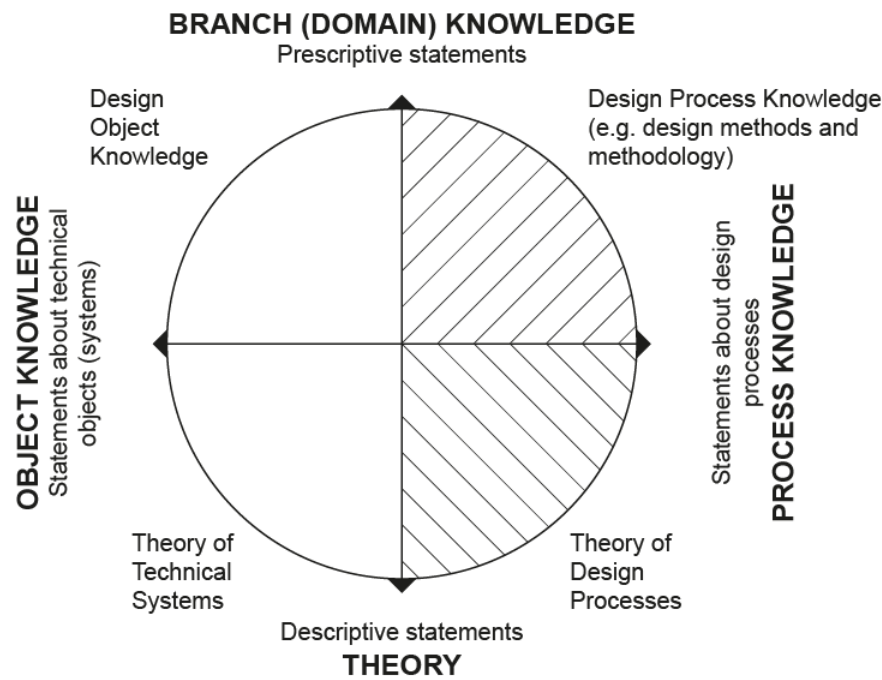 BRANCH (DOMAIN) KNOWLEDGE
Prescriptive statements
Design
Object
Knowledge
Design Process Knowledge
(e.g. design methods and
methodology)
OBJECT KNOWLEDGE
Statements about technical
objects (systems)
Statements about design
processes
PROCESS KNOWLEDGE
Theory of
Technical
Systems
Theory of
Design
Processes
Descriptive statements
THEORY